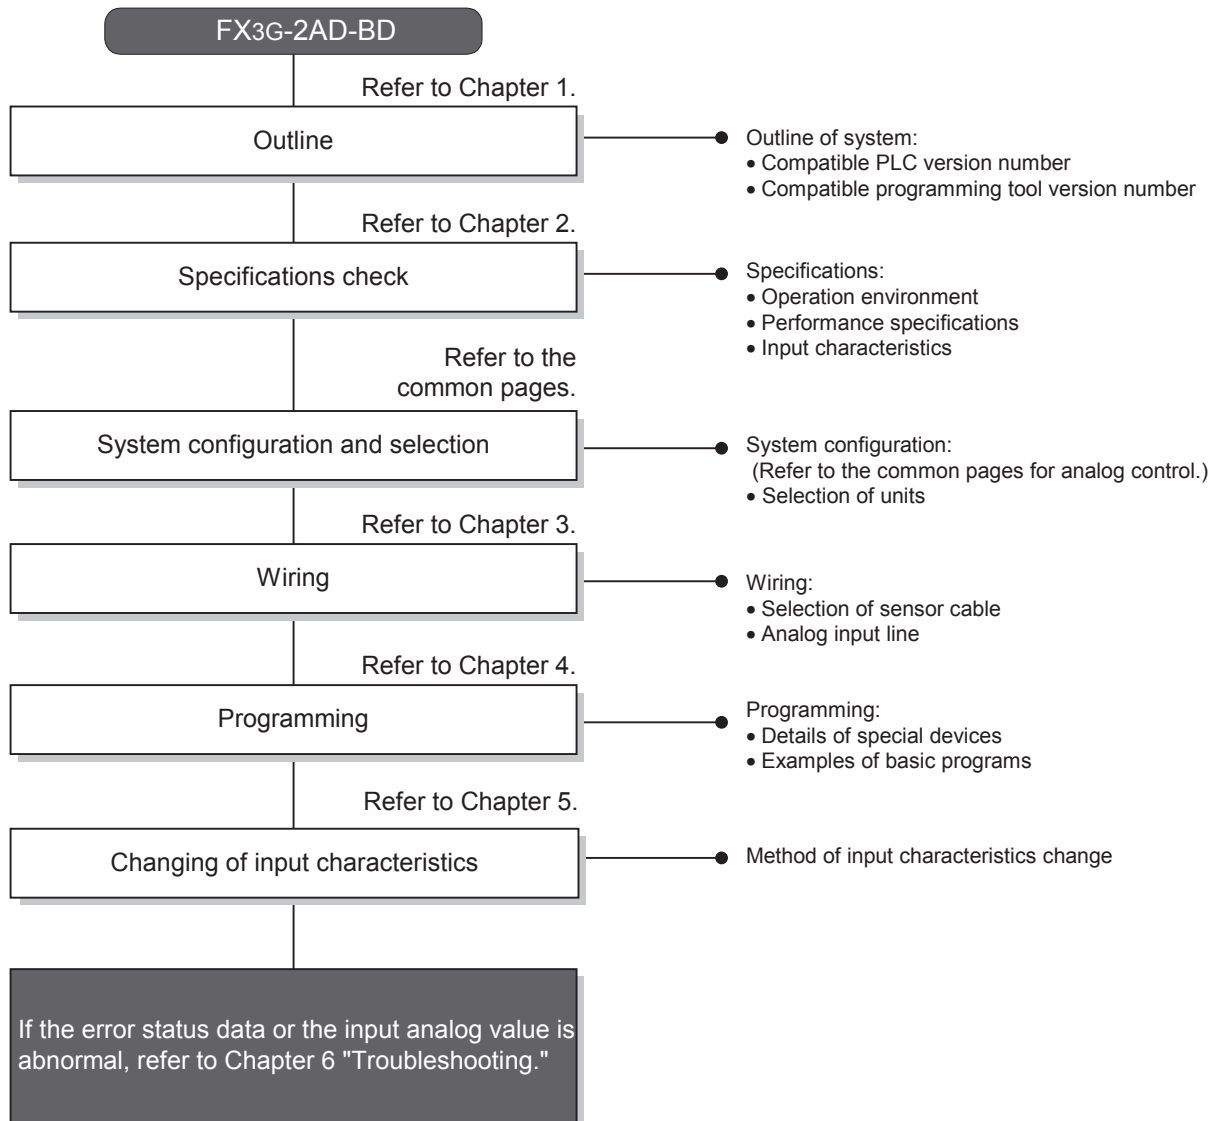 FX3G-2AD-BD
Refer to Chapter 1.
Outline
Outline of system:
• Compatible PLC version number
• Compatible programming tool version number
Refer to Chapter 2.
Specifications check
Specifications:
• Operation environment
• Performance specifications
• Input characteristics
Refer to the
common pages.
System configuration and selection
System configuration:
(Refer to the common pages for analog control.)
• Selection of units
Refer to Chapter 3.
Wiring
Wiring:
• Selection of sensor cable
• Analog input line
Refer to Chapter 4.
Programming
Programming:
• Details of special devices
• Examples of basic programs
Refer to Chapter 5.
Changing of input characteristics
Method of input characteristics change
If the error status data or the input analog value is
abnormal, refer to Chapter 6 "Troubleshooting."